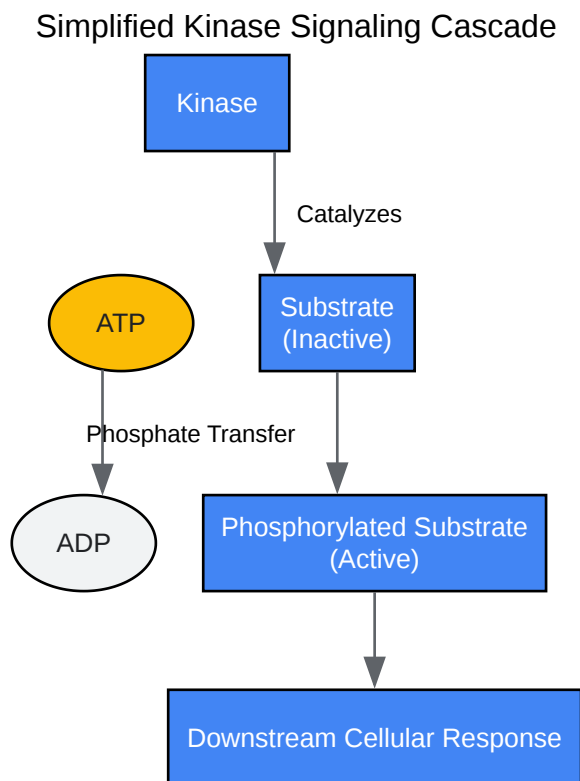 Simplified Kinase Signaling Cascade
Kinase
Catalyzes
ATP
Substrate
(Inactive)
Phosphate Transfer
ADP
Phosphorylated Substrate
(Active)
Downstream Cellular Response